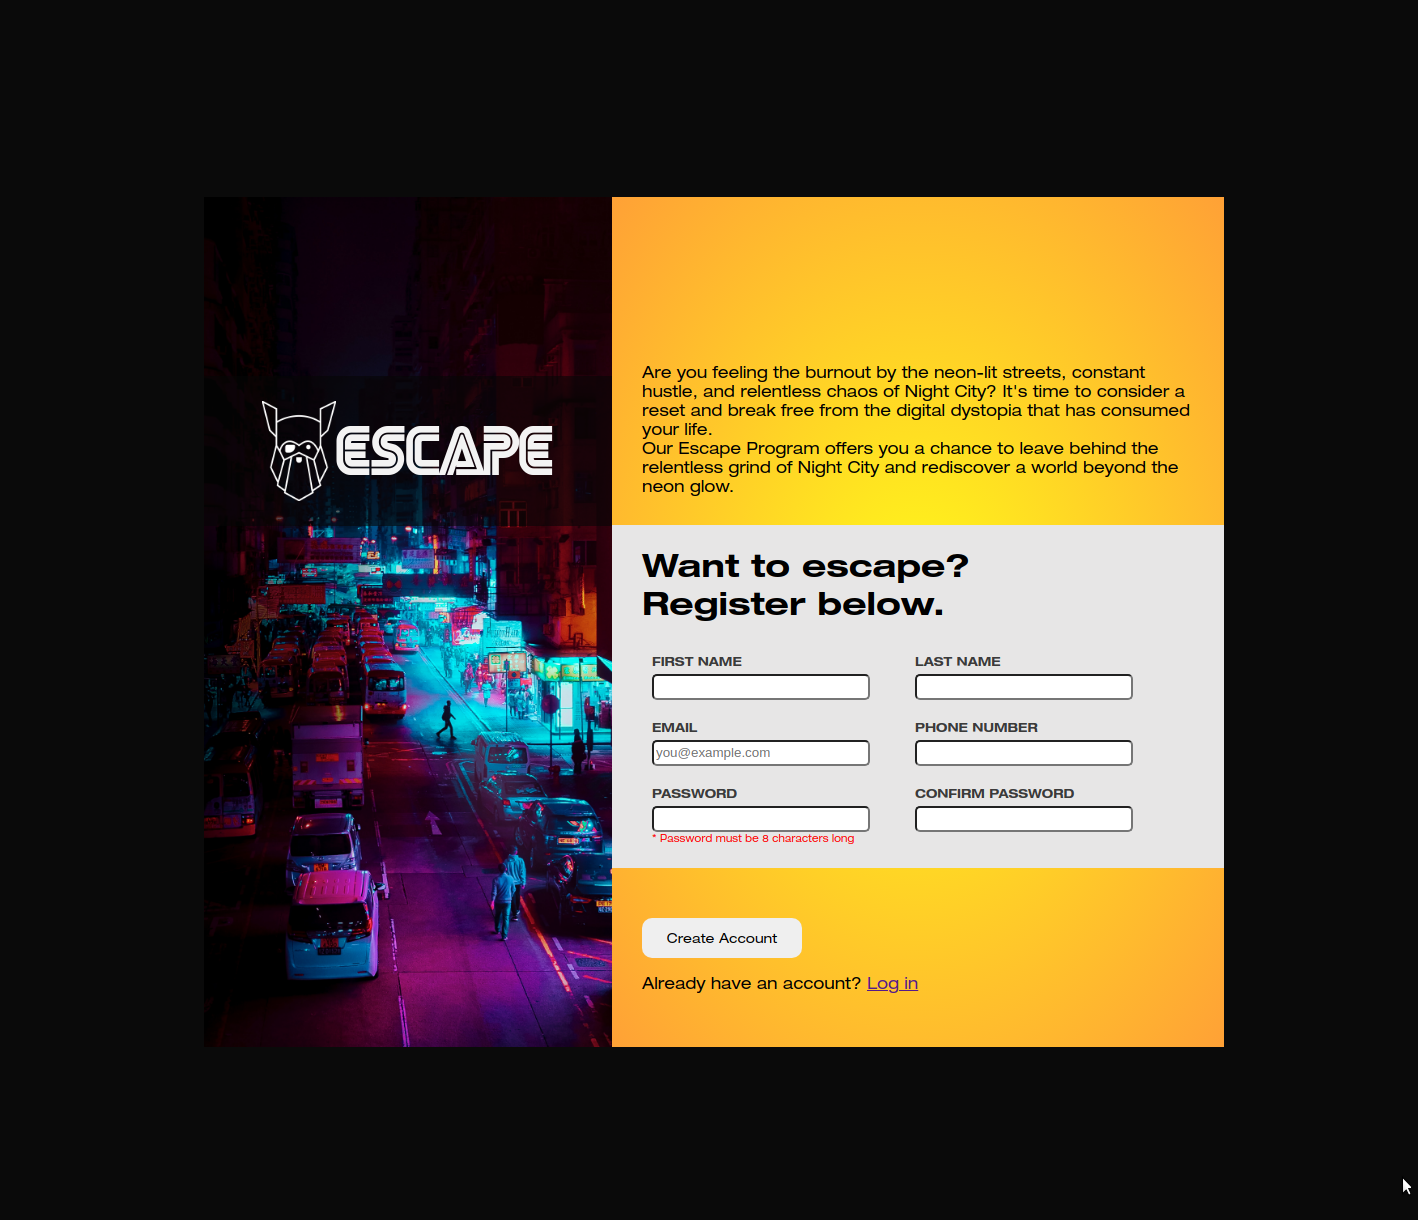 ESCAPE
Are you feeling the burnout by the neon-lit streets, constant
hustle, and relentless chaos of Night City? It's time to consider a
reset and break free from the digital dystopia that has consumed
your life.
Our Escape Program offers you a chance to leave behind the
relentless grind of Night City and rediscover a world beyond the
neon glow.
Want to escape?
Register below.
FIRST NAME
LAST NAME
EMAIL
PHONE NUMBER
you@example.com
PASSWORD
CONFIRM PASSWORD
* Password must be 8 characters long
Create Account
Already have an account? Log in